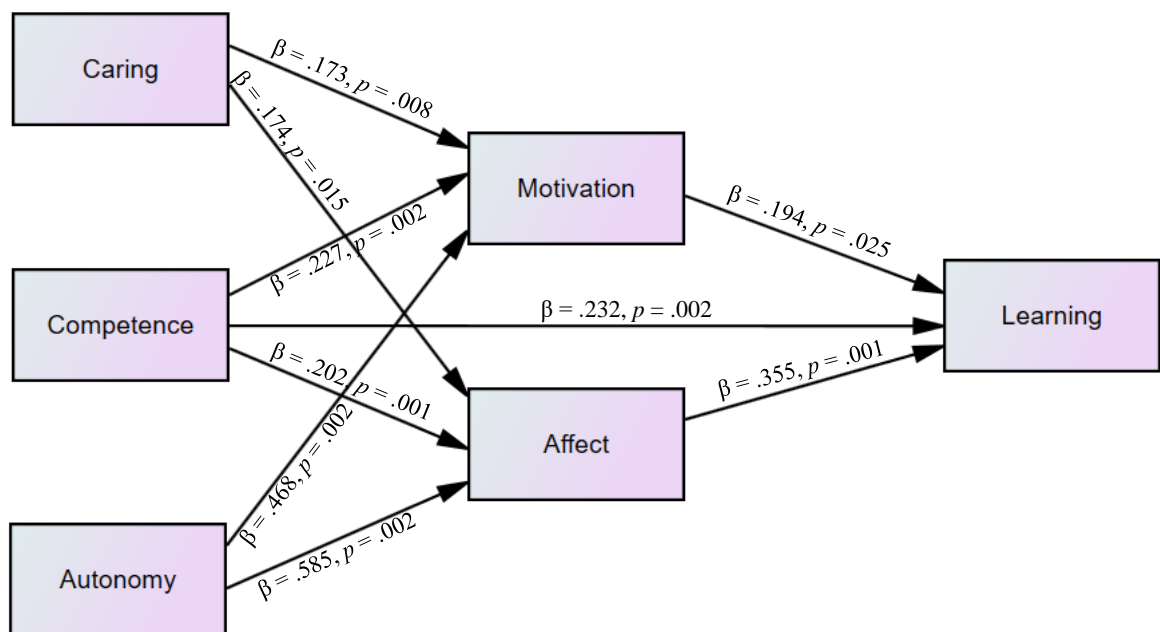 Caring
β = .173, p = .008
β = .174, p = .015
Motivation
β = .227, p = .002
β = .194, p = .025
Competence
β = .232, p = .002
Learning
β = .202, p = .001
β = .355, p = .001
Affect
β = .468, p = .002
Autonomy
β = .585, p = .002